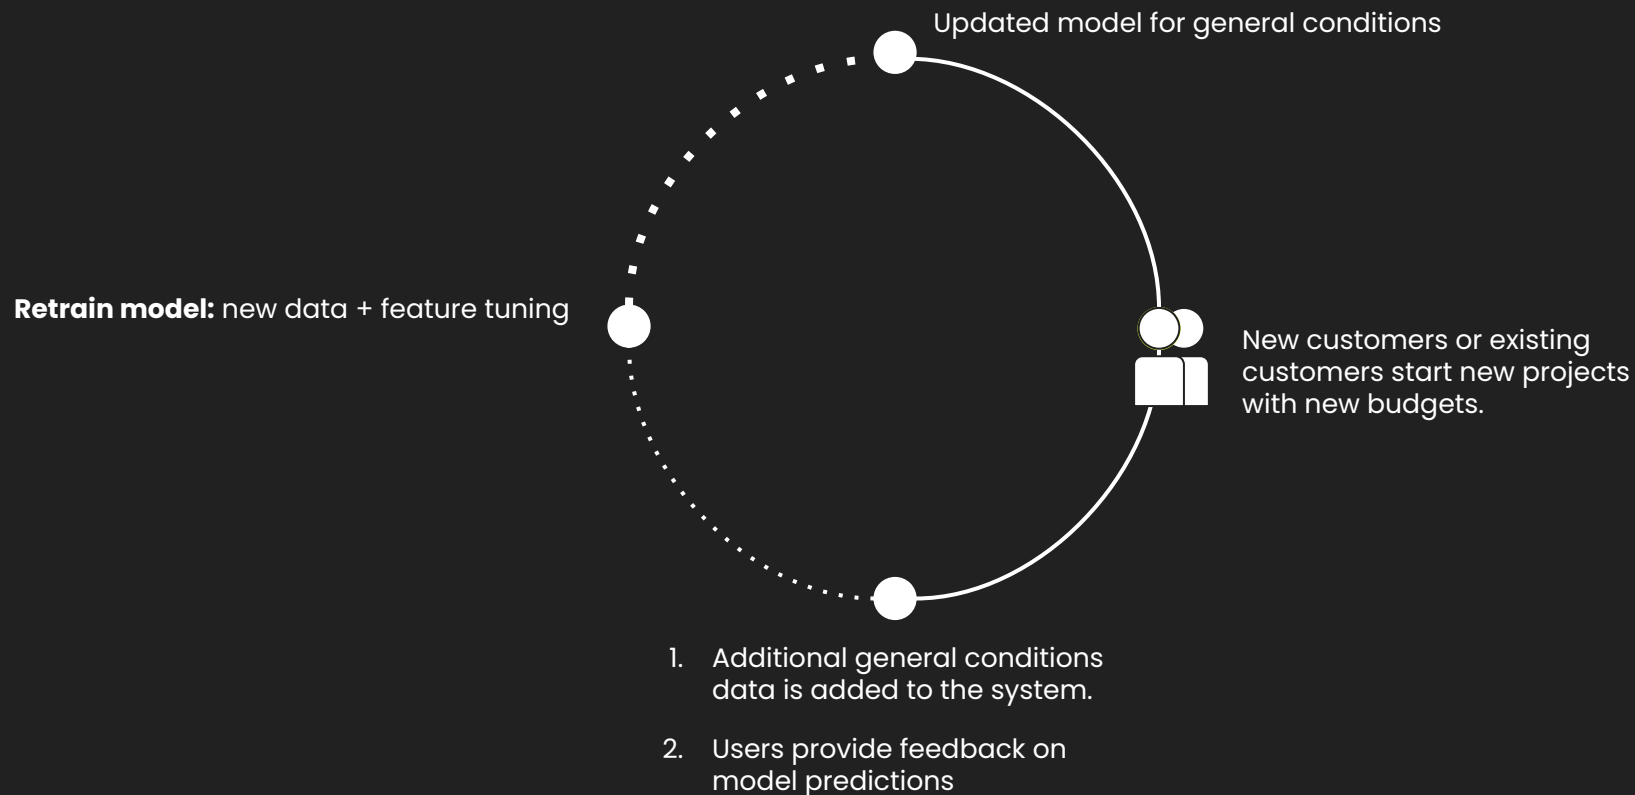 Updated model for general conditions
Retrain model: new data + feature tuning
New customers or existing
customers start new projects
with new budgets.
1. Additional general conditions
data is added to the system.
2. Users provide feedback on
model predictions